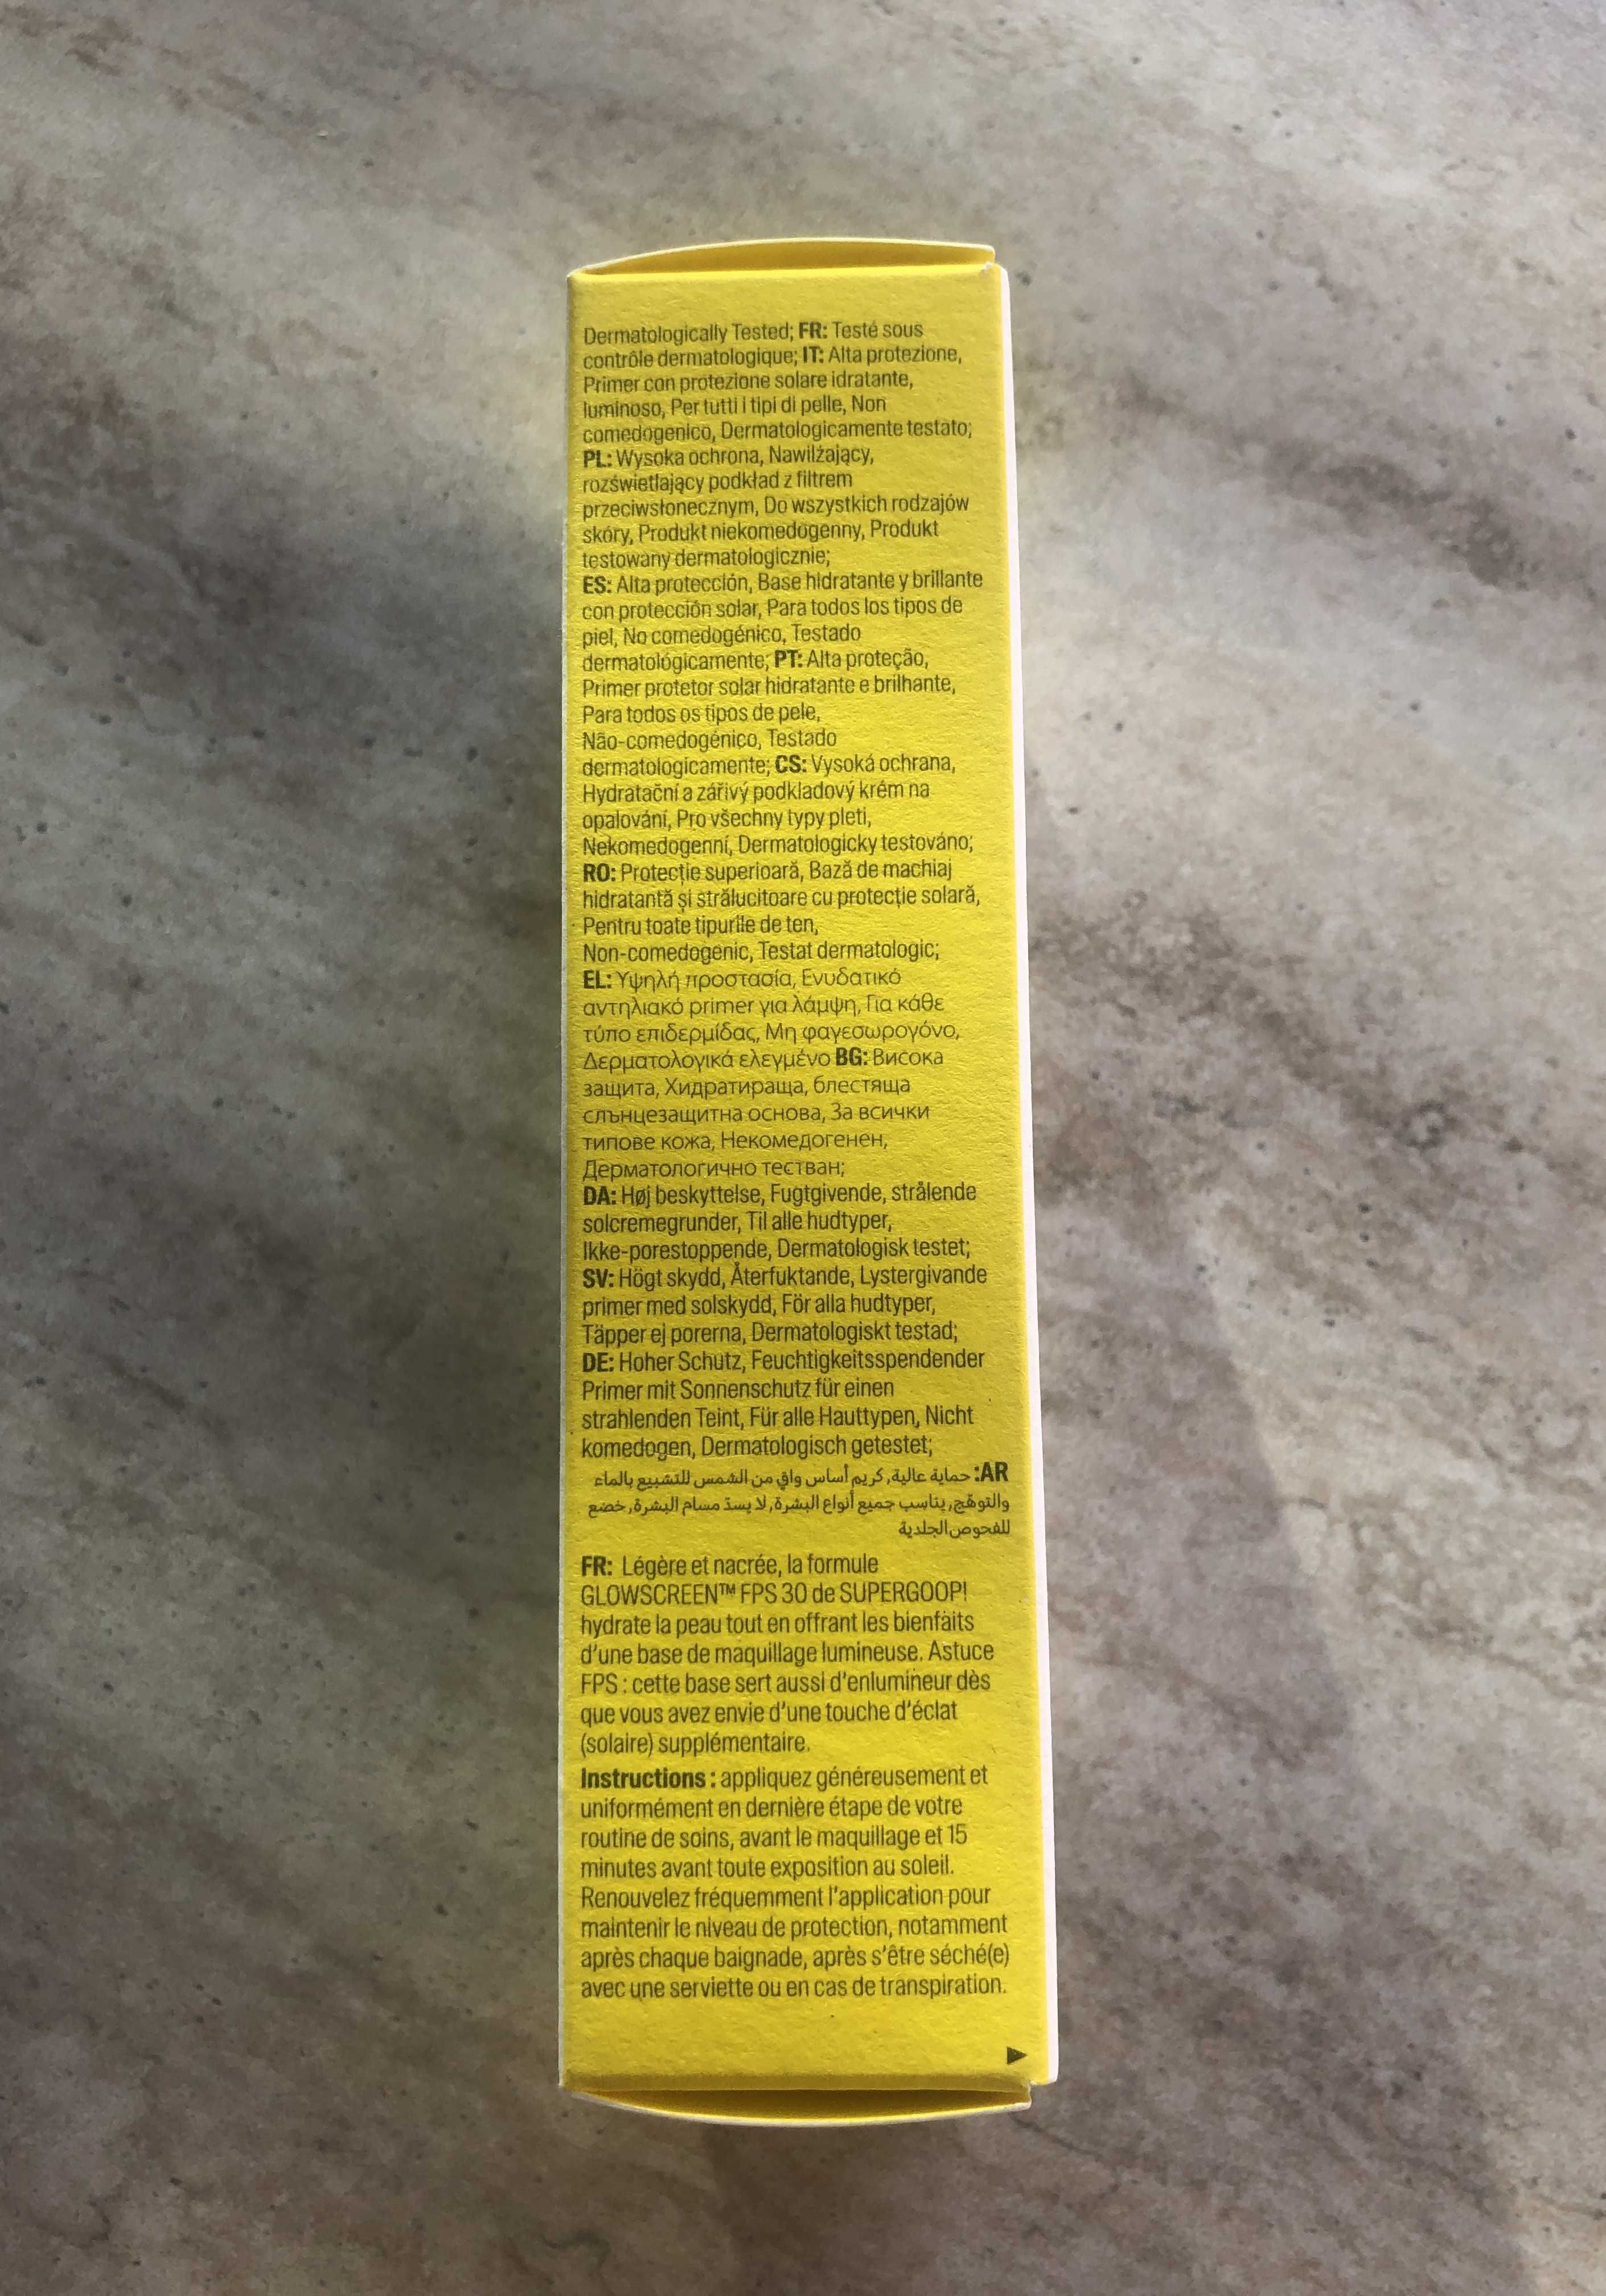 Dermatologically Tested; FR: Testé sous
contrôle dermatologique; IT: Alta protezione,
Primer con protezione solare idratante,
luminoso, Per tutti i tipi di pelle, Non
comedogenico, Dermatologicamente testato;
PL: Wysoka ochrona, Nawilżający,
rozświetlający podkład z filtrem
przeciwsłonecznym, Do wszystkich rodzajów
skóry, Produkt niekomedogenny, Produkt
testowany dermatologicznie;
ES: Alta protección, Base hidratante y brillante
con protección solar, Para todos los tipos de
piel, No comedogénico, Testado
dermatológicamente; PT: Alta proteção,
Primer protetor solar hidratante e brilhante,
Para todos os tipos de pele,
Não-comedogénico, Testado
dermatologicamente; CS: Vysoká ochrana,
Hydratační a zářivý podkladový krém na
opalování, Pro všechny typy pleti,
Nekomedogenní, Dermatologicky testováno;
RO: Protecție superioară, Bază de machiaj
hidratantă și strălucitoare cu protecție solară,
Pentru toate tipurile de ten,
Non-comedogenic, Testat dermatologic;
EL: Υψηλή προστασία, Ενυδατικό
αντηλιακό primer για λάμψη, Για κάθε
τύπο επιδερμίδας, Μη φαγεσωρογόνο,
Δερματολογικά ελεγμένο BG: Висока
защита, Хидратираща, блестяща
слънцезащитна основа, За всички
типове кожа, Некомедогенен,
Дерматологично тестван;
DA: Høj beskyttelse, Fugtgivende, strålende
solcremegrunder, Til alle hudtyper,
Ikke-porestoppende, Dermatologisk testet;
SV: Högt skydd, Återfuktande, Lystergivande
primer med solskydd, För alla hudtyper,
Täpper ej porerna, Dermatologiskt testad;
DE: Hoher Schutz, Feuchtigkeitsspendender
Primer mit Sonnenschutz für einen
strahlenden Teint, Für alle Hauttypen, Nicht
komedogen, Dermatologisch getestet;
AR: حماية عالية, كريم أساس واقٍ من الشمس للتشبيع بالماء
والتوهّج, يناسب جميع أنواع البشرة, لا يسدّ مسام البشرة, خضع
للفحوص الجلدية
FR: Légère et nacrée, la formule
GLOWSCREEN™ FPS 30 de SUPERGOOP!
hydrate la peau tout en offrant les bienfaits
d'une base de maquillage lumineuse. Astuce
FPS : cette base sert aussi d'enlumineur dès
que vous avez envie d'une touche d'éclat
(solaire) supplémentaire.
Instructions : appliquez généreusement et
uniformément en dernière étape de votre
routine de soins, avant le maquillage et 15
minutes avant toute exposition au soleil.
Renouvelez fréquemment l'application pour
maintenir le niveau de protection, notamment
après chaque baignade, après s'être séché(e)
avec une serviette ou en cas de transpiration.